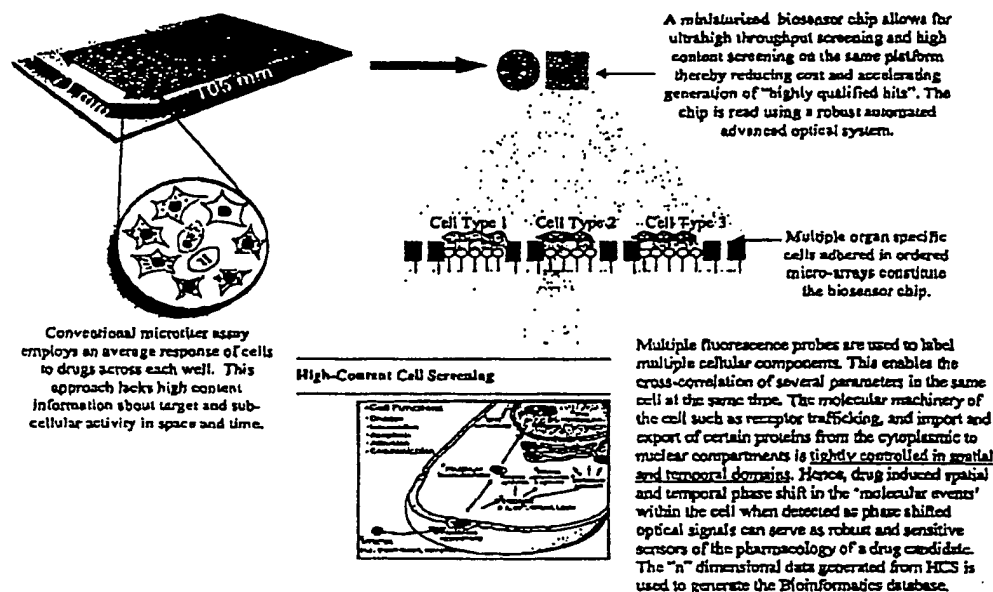 A miniaturized biosensor chip allows for
ultrahigh throughput screening and high
content screening on the same platform
thereby reducing cost and accelerating
generation of "highly qualified hits". The
chip is read using a robust automated
advanced optical system.
105 mm
Cell Type 1
Cell Type 2
Cell Type 3
Multiple organ specific
cells adhered in ordered
micro-arrays constitute
the biosensor chip.
Conventional microtiter assay
employs an average response of cells
to drugs across each well. This
approach lacks high content
information about target and sub-
cellular activity in space and time.
High-Content Cell Screening
Cell Functions
Multiple fluorescence probes are used to label
multiple cellular components. This enables the
cross-correlation of several parameters in the same
cell at the same time. The molecular machinery of
the cell such as receptor trafficking, and import and
export of certain proteins from the cytoplasmic to
nuclear compartments is tightly controlled in spatial
and temporal domains. Hence, drug induced spatial
and temporal phase shift in the 'molecular events'
within the cell when detected as phase shifted
optical signals can serve as robust and sensitive
sensors of the pharmacology of a drug candidate.
The "n" dimensional data generated from HCS is
used to generate the Bioinformatics database.